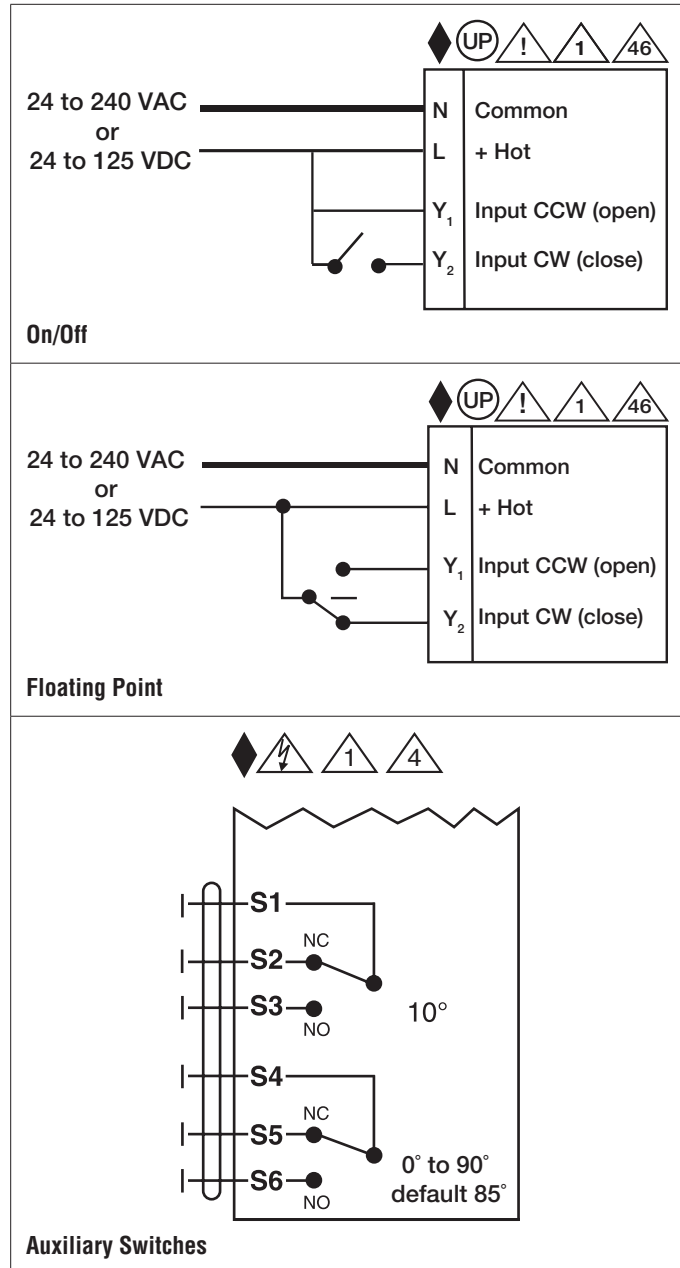 UP ! 1 46
24 to 240 VAC
or
24 to 125 VDC
N Common
L + Hot
Y1 Input CCW (open)
Y2 Input CW (close)
On/Off
UP ! 1 46
24 to 240 VAC
or
24 to 125 VDC
N Common
L + Hot
Y1 Input CCW (open)
Y2 Input CW (close)
Floating Point
1 4
S1
NC
S2
S3
NO
10°
S4
NC
S5
S6
NO
0° to 90°
default 85°
Auxiliary Switches